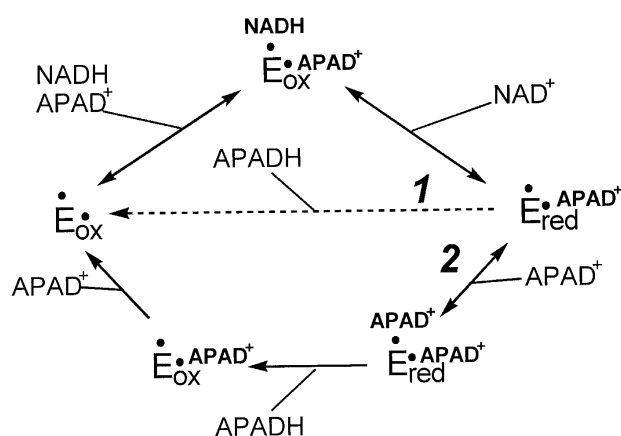 NADH
E•APAD+
ox
NADH
APAD+
NAD+
APADH
1
E
ox
E•APAD+
red
2
APAD+
APAD+
APAD+
E•APAD+
ox
E•APAD+
red
APADH